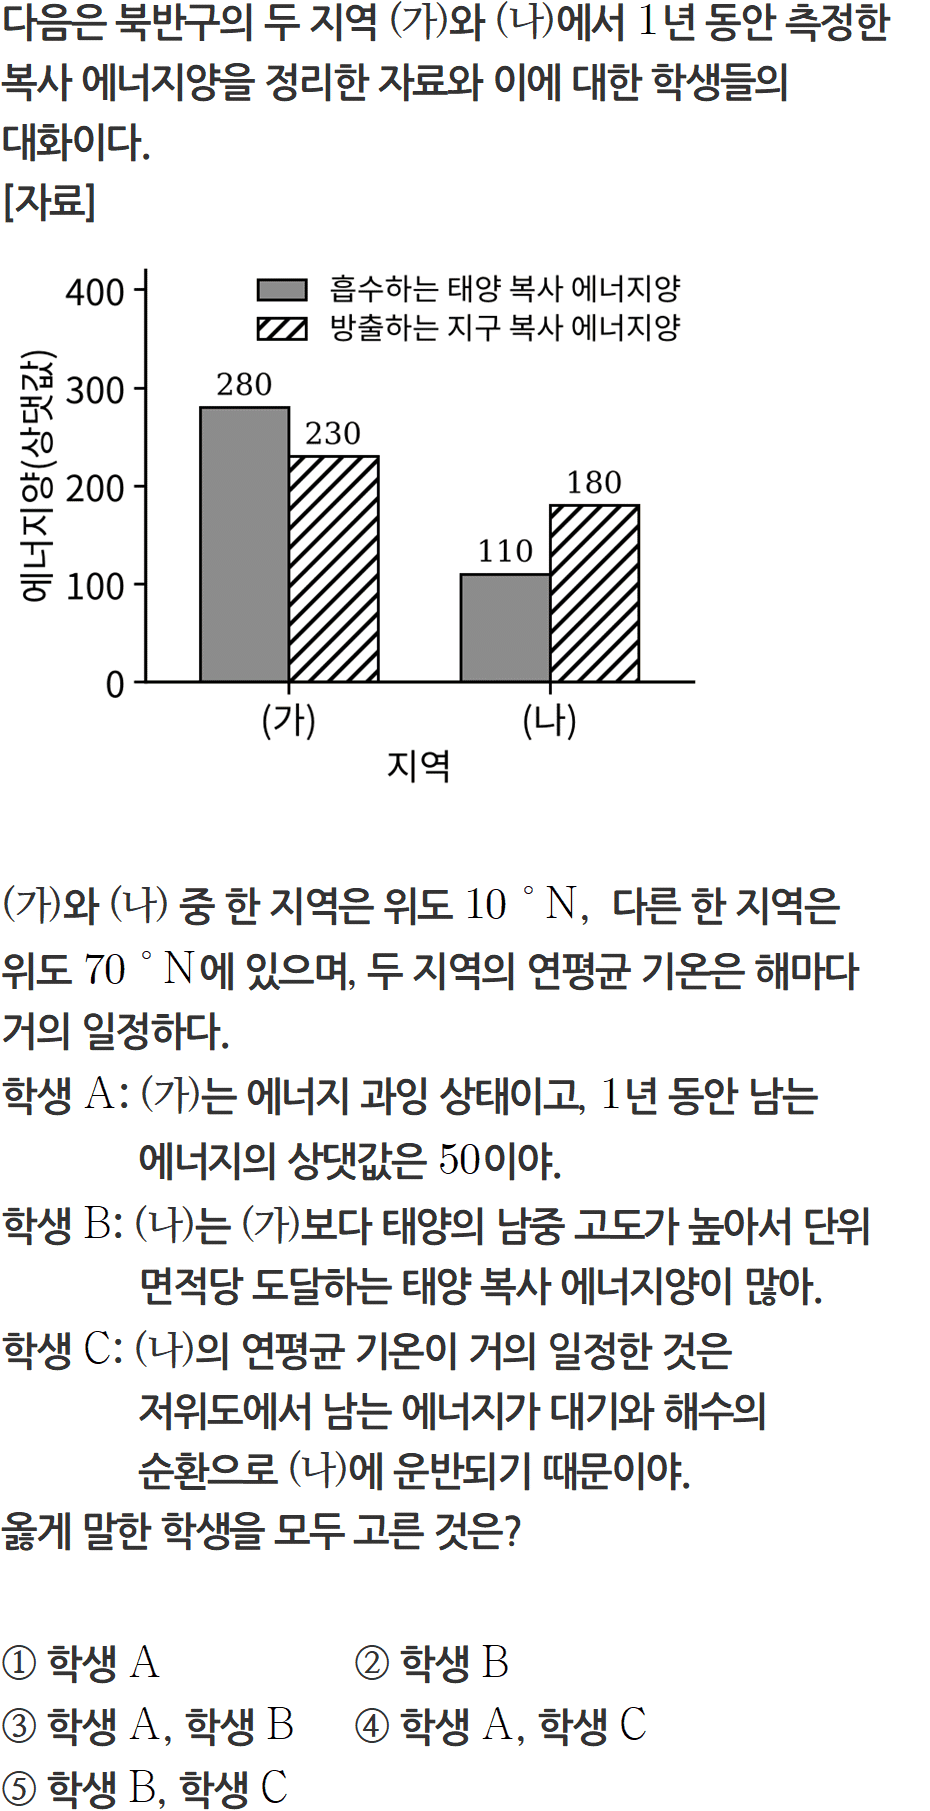 다음은 북반구의 두 지역 (가)와 (나)에서 1년 동안 측정한
복사 에너지양을 정리한 자료와 이에 대한 학생들의
대화이다.
[자료]
흡수하는 태양 복사 에너지양
방출하는 지구 복사 에너지양
에너지양(상댓값)
400
300
200
100
0
280
230
110
180
(가)
(나)
지역
(가)와 (나) 중 한 지역은 위도 10°N, 다른 한 지역은
위도 70°N에 있으며, 두 지역의 연평균 기온은 해마다
거의 일정하다.
학생 A: (가)는 에너지 과잉 상태이고, 1년 동안 남는
에너지의 상댓값은 50이야.
학생 B: (나)는 (가)보다 태양의 남중 고도가 높아서 단위
면적당 도달하는 태양 복사 에너지양이 많아.
학생 C: (나)의 연평균 기온이 거의 일정한 것은
저위도에서 남는 에너지가 대기와 해수의
순환으로 (나)에 운반되기 때문이야.
옳게 말한 학생을 모두 고른 것은?
① 학생 A ② 학생 B
③ 학생 A, 학생 B ④ 학생 A, 학생 C
⑤ 학생 B, 학생 C